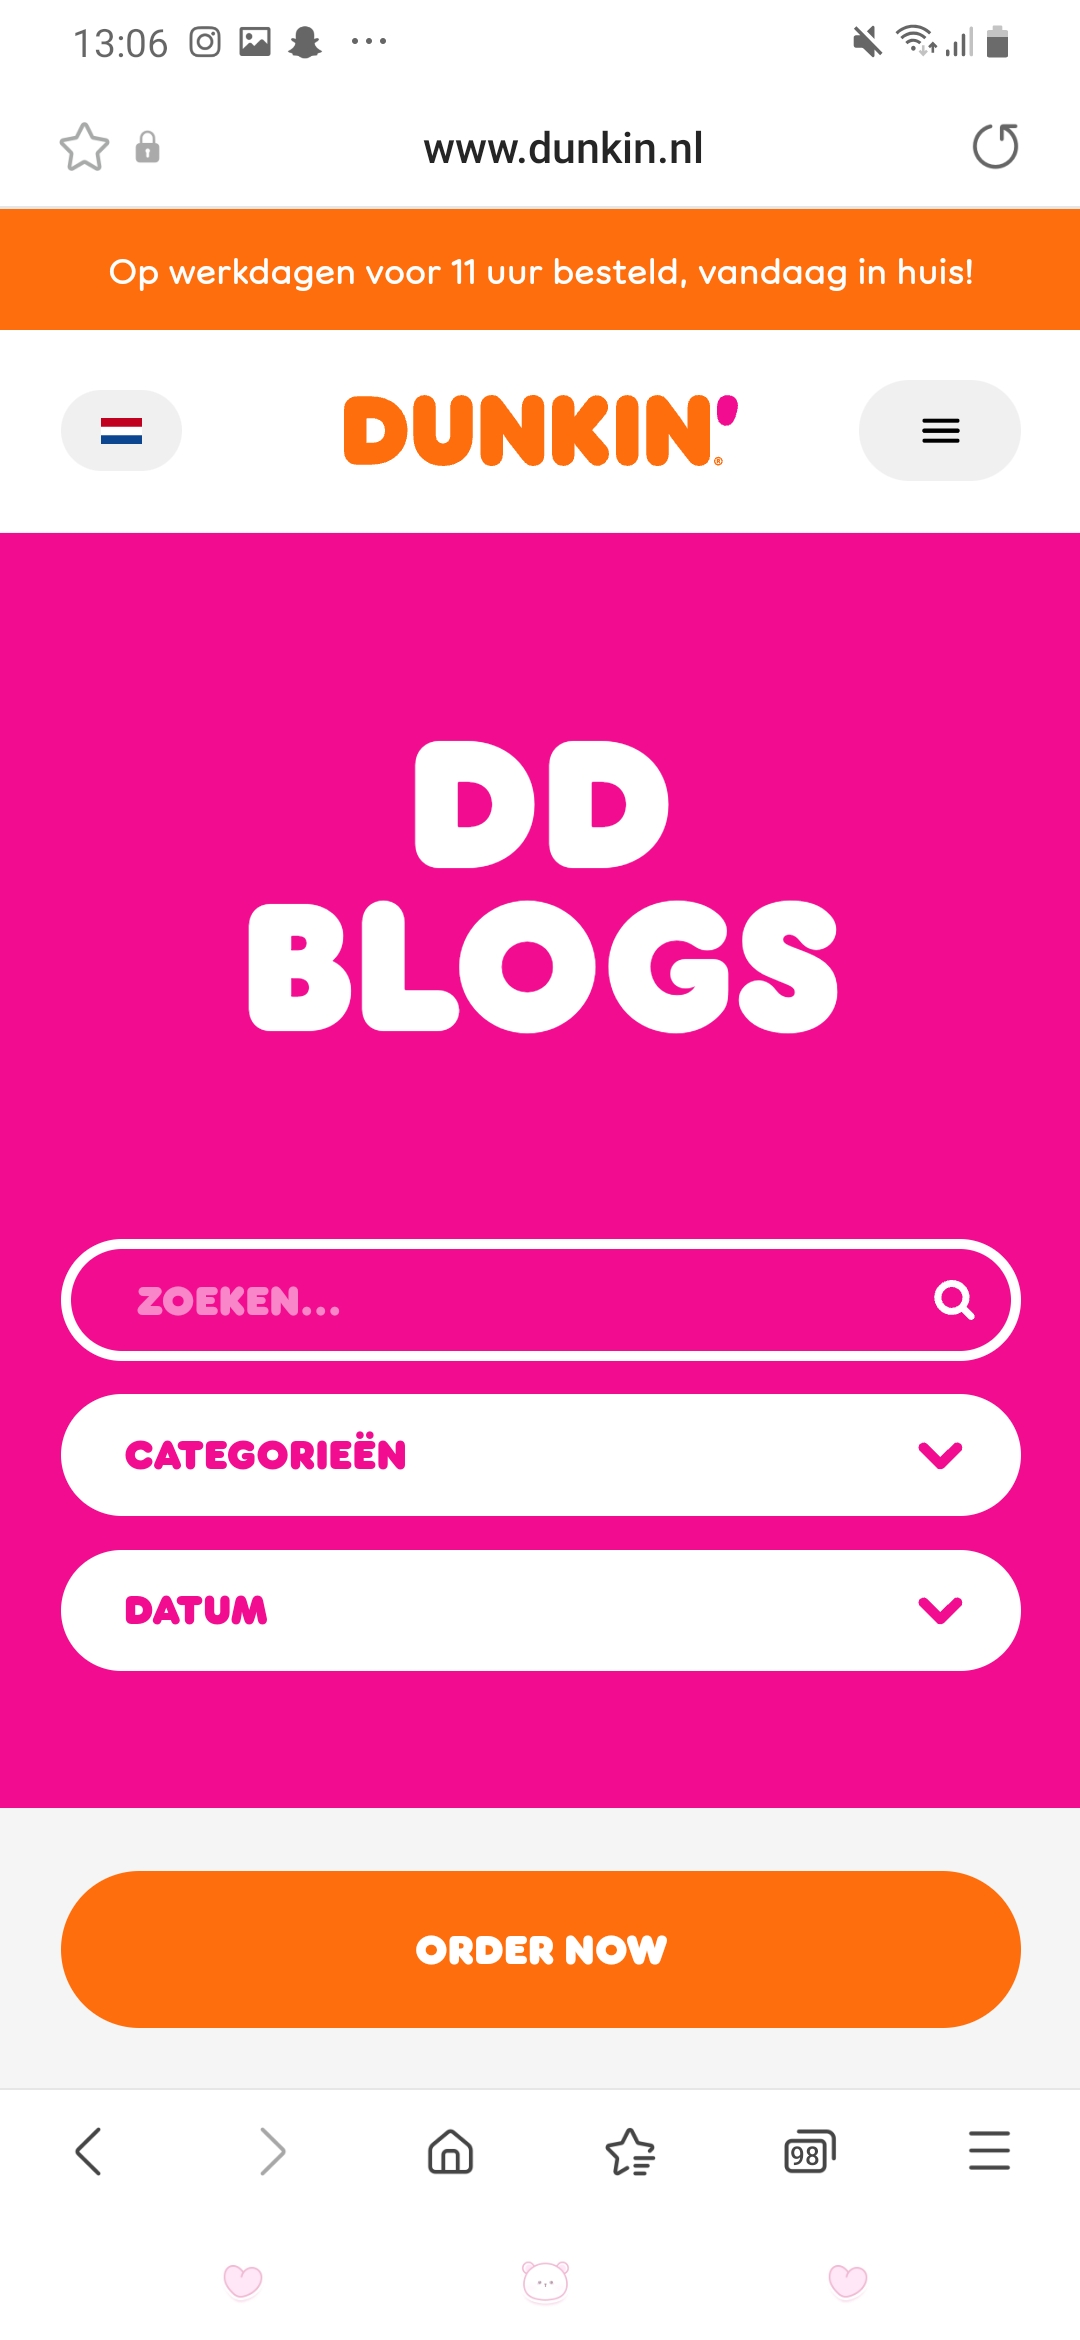 13:06
www.dunkin.nl
Op werkdagen voor 11 uur besteld, vandaag in huis!
DUNKIN'®
DD
BLOGS
ZOEKEN...
CATEGORIEËN
DATUM
ORDER NOW
98